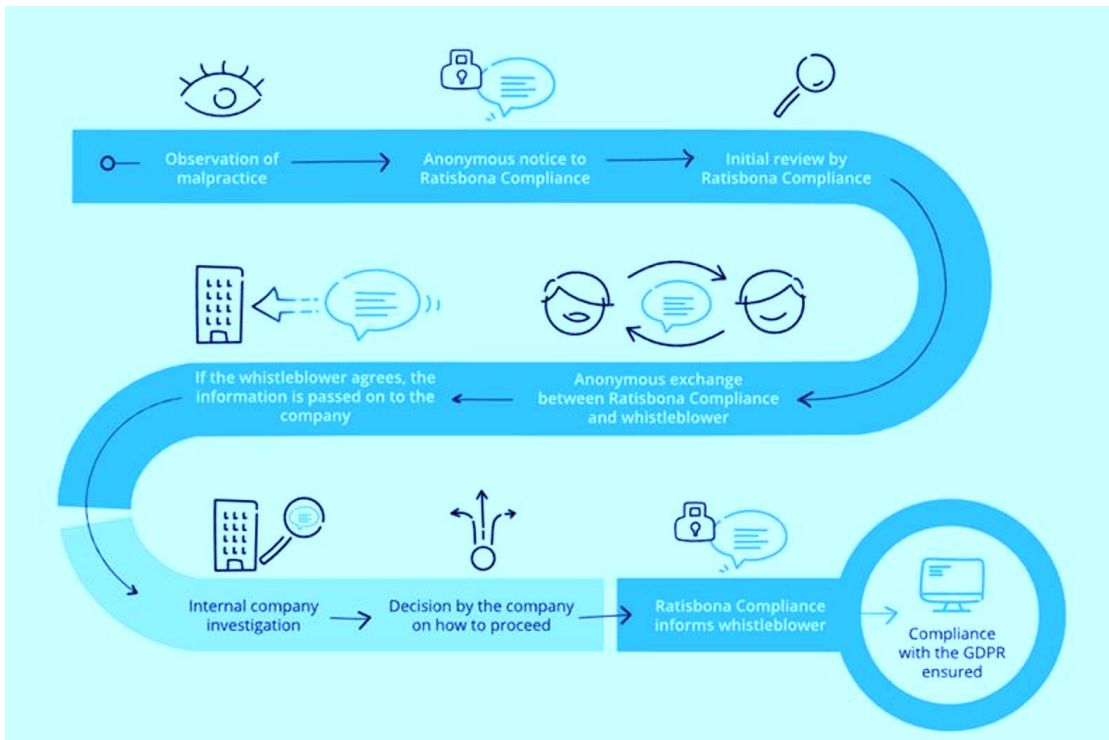 Observation of
malpractice
Anonymous notice to
Ratisbona Compliance
Initial review by
Ratisbona Compliance
Anonymous exchange
between Ratisbona Compliance
and whistleblower
If the whistleblower agrees, the
information is passed on to the
company
Internal company
investigation
Decision by the company
on how to proceed
Ratisbona Compliance
informs whistleblower
Compliance
with the GDPR
ensured